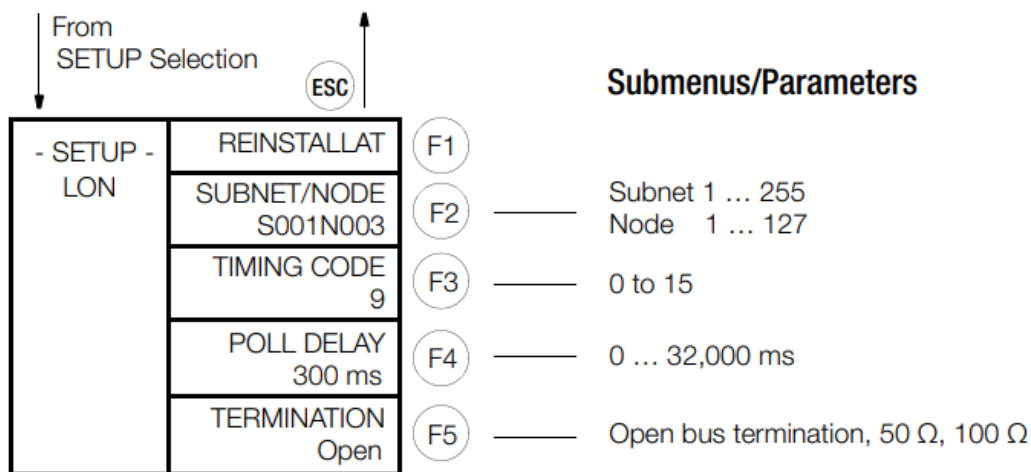 From
SETUP Selection
ESC
Submenus/Parameters
- SETUP -
LON
REINSTALLAT
F1
SUBNET/NODE
S001N003
F2
Subnet 1 … 255
Node 1 … 127
TIMING CODE
9
F3
0 to 15
POLL DELAY
300 ms
F4
0 … 32,000 ms
TERMINATION
Open
F5
Open bus termination, 50 Ω, 100 Ω